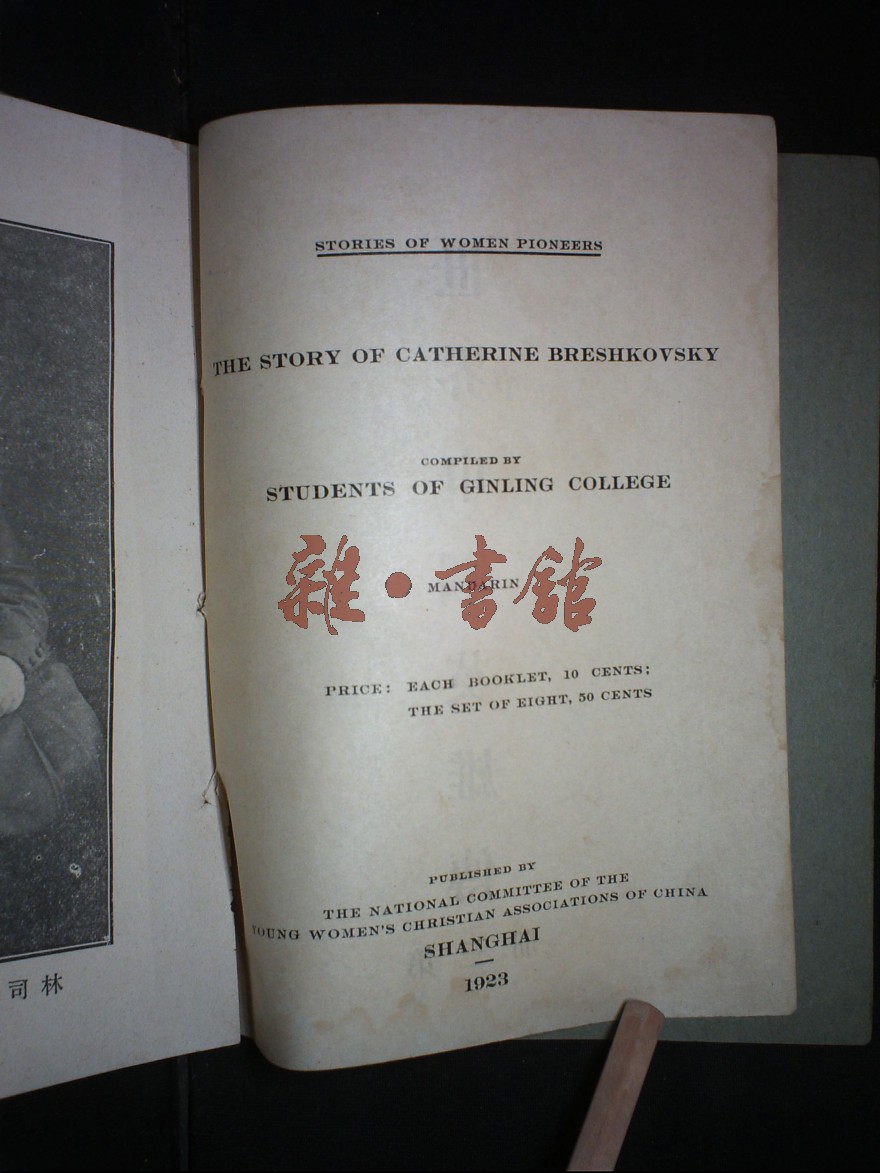 STORIES OF WOMEN PIONEERS
THE STORY OF CATHERINE BRESHKOVSKY
COMPILED BY
STUDENTS OF GINLING COLLEGE
MANDARIN
雜·書館
PRICE: EACH BOOKLET, 10 CENTS;
THE SET OF EIGHT, 50 CENTS
PUBLISHED BY
THE NATIONAL COMMITTEE OF THE
YOUNG WOMEN'S CHRISTIAN ASSOCIATIONS OF CHINA
SHANGHAI
1923
司林